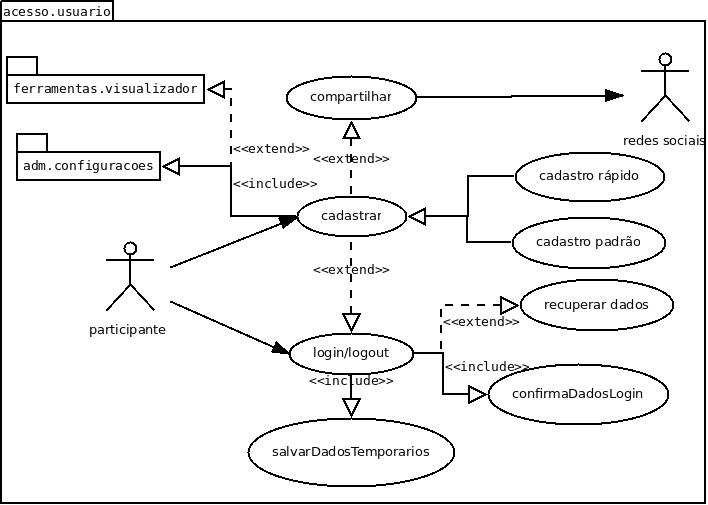 acesso.usuario
ferramentas.visualizador
compartilhar
redes sociais
<<extend>>
<<extend>>
adm.configuracoes
<<include>>
cadastro rápido
cadastrar
cadastro padrão
<<extend>>
participante
recuperar dados
<<extend>>
login/logout
<<include>>
<<include>>
confirmaDadosLogin
salvarDadosTemporarios